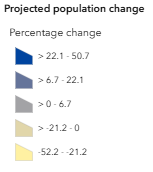 Projected population change
Percentage change
> 22.1 - 50.7
> 6.7 - 22.1
> 0 - 6.7
> -21.2 - 0
-52.2 - -21.2